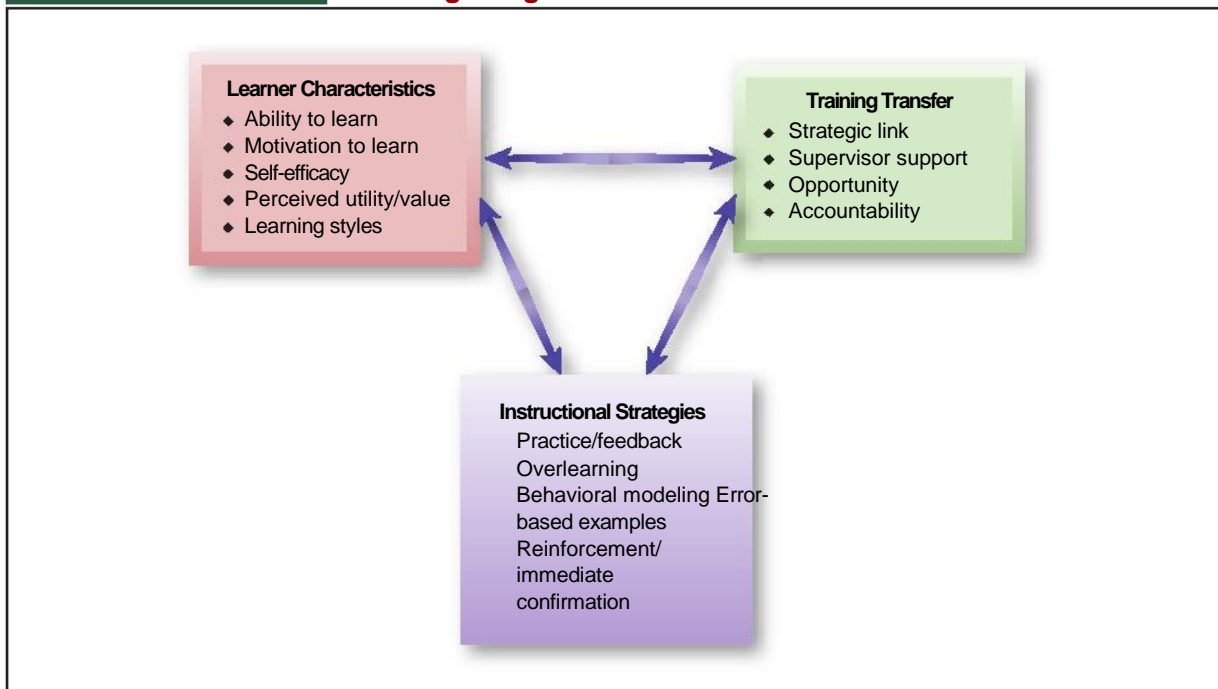 Learner Characteristics
◆ Ability to learn
◆ Motivation to learn
◆ Self-efficacy
◆ Perceived utility/value
◆ Learning styles
Training Transfer
◆ Strategic link
◆ Supervisor support
◆ Opportunity
◆ Accountability
Instructional Strategies
Practice/feedback
Overlearning
Behavioral modeling Error-
based examples
Reinforcement/
immediate
confirmation